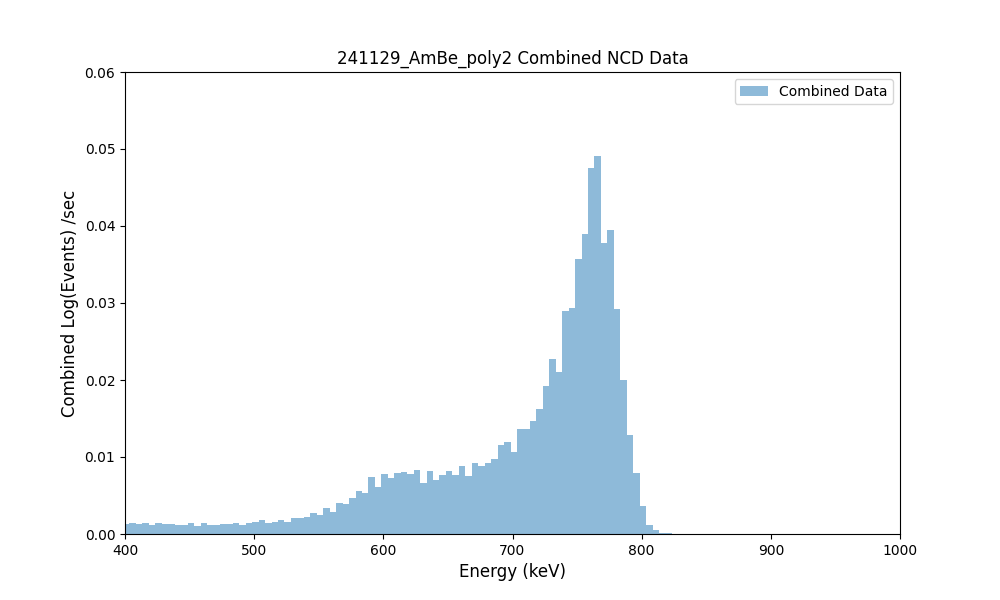 241129_AmBe_poly2 Combined NCD Data
Combined Data
Combined Log(Events) /sec
0.06
0.05
0.04
0.03
0.02
0.01
0.00
400 500 600 700 800 900 1000
Energy (keV)